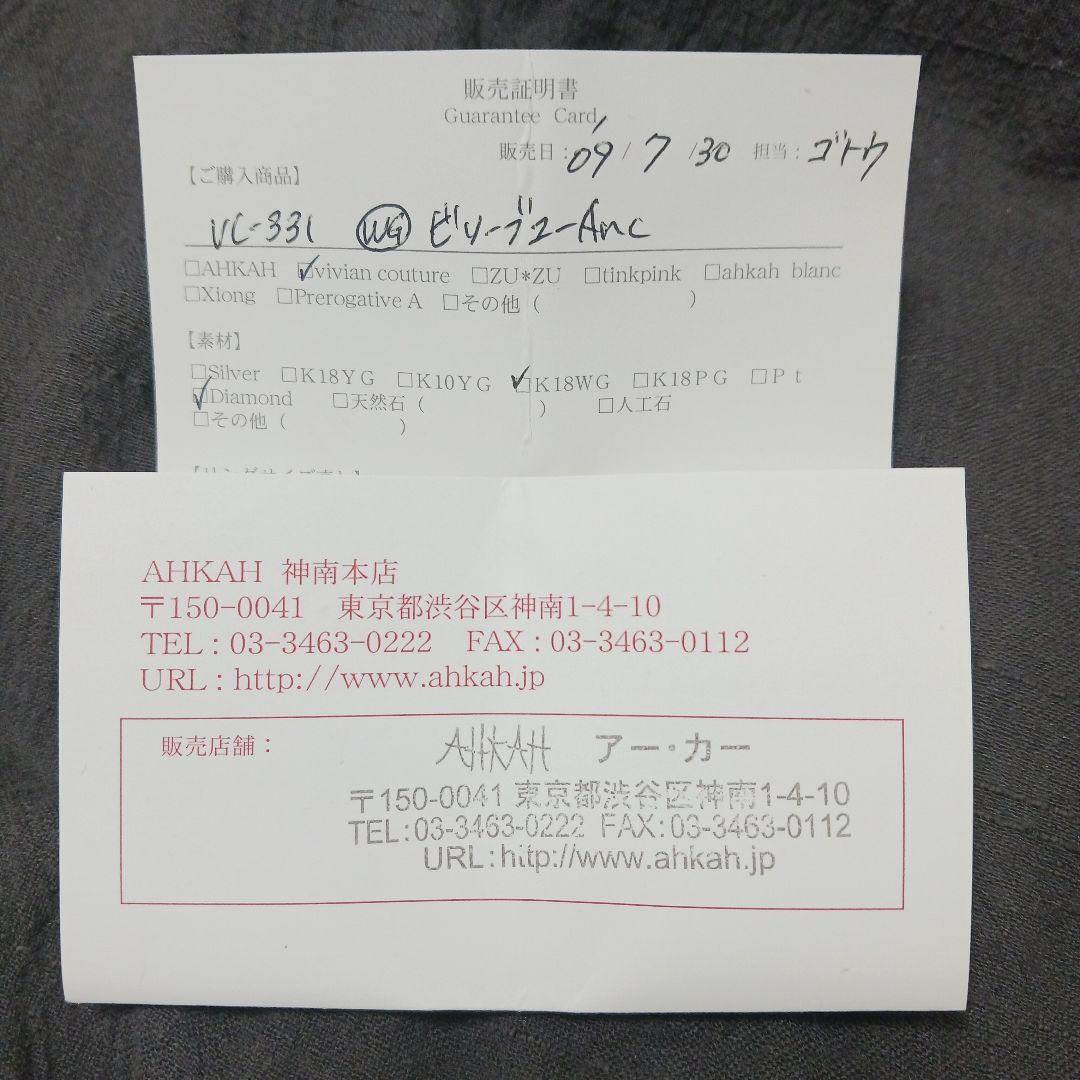 販売証明書
Guarantee Card
販売日：'09 / 7 / 30 担当：ゴトウ
【ご購入商品】
VC-331 WG ビリーブユーAnc
□AHKAH ☑vivian couture □ZU*ZU □tinkpink □ahkah blanc
□Xiong □Prerogative A □その他（ ）
【素材】
□Silver □K18YG □K10YG ☑K18WG □K18PG □Pt
☑Diamond □天然石（ ） □人工石
□その他（ ）
AHKAH 神南本店
〒150-0041 東京都渋谷区神南1-4-10
TEL：03-3463-0222 FAX：03-3463-0112
URL：http://www.ahkah.jp
販売店舗：
AHKAH アー・カー
〒150-0041 東京都渋谷区神南1-4-10
TEL:03-3463-0222 FAX:03-3463-0112
URL:http://www.ahkah.jp